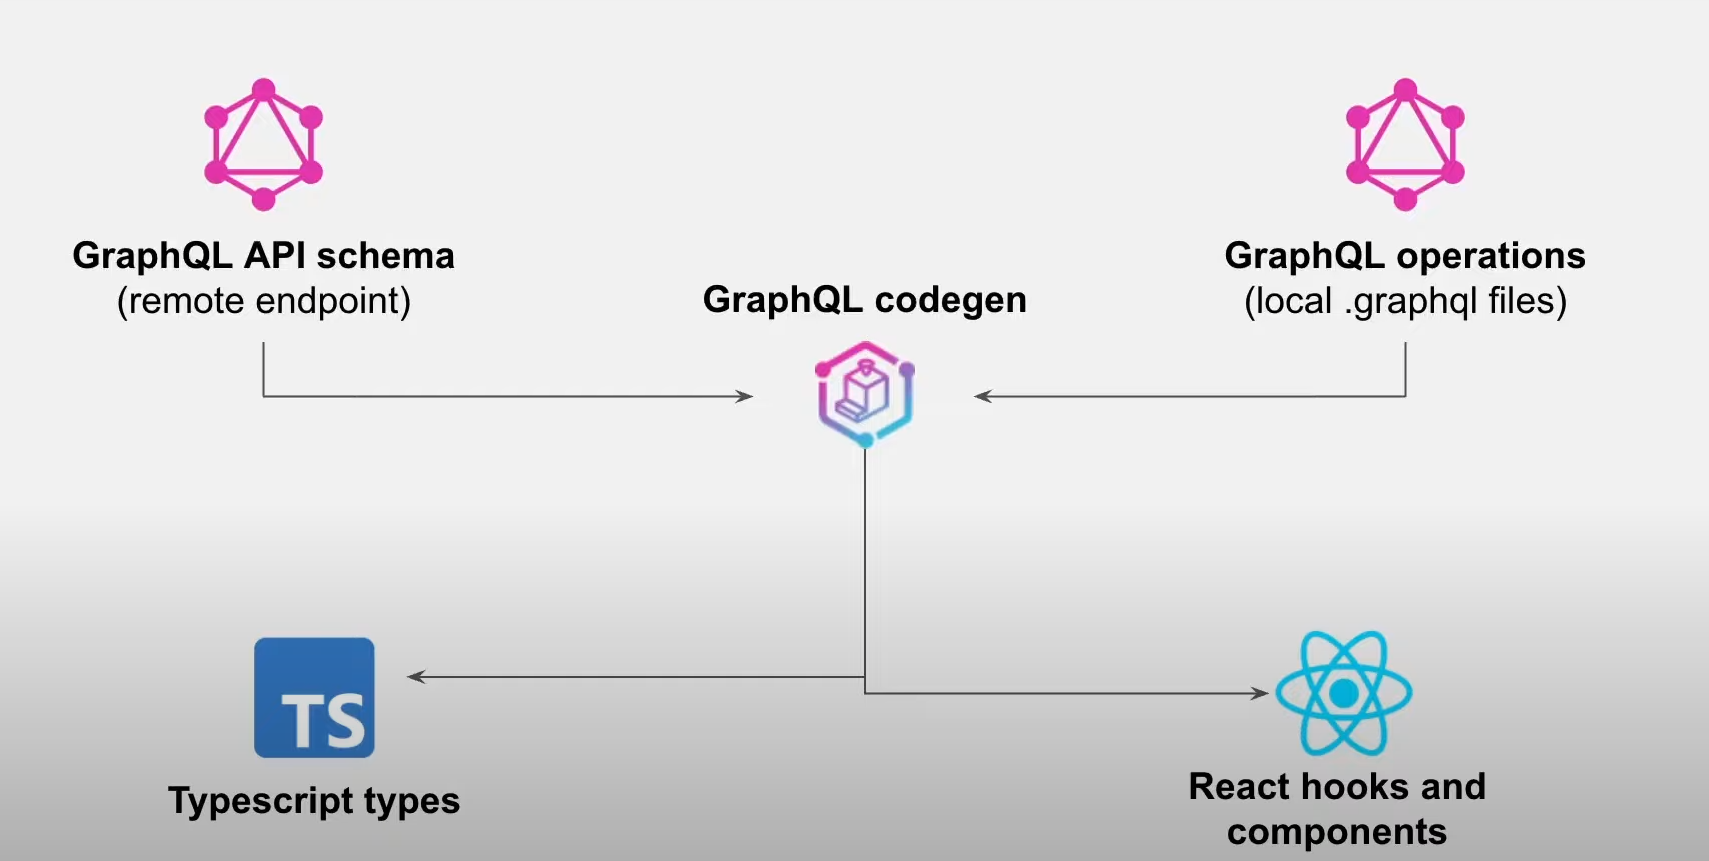 GraphQL API schema
(remote endpoint)
GraphQL codegen
GraphQL operations
(local .graphql files)
TS
Typescript types
React hooks and
components